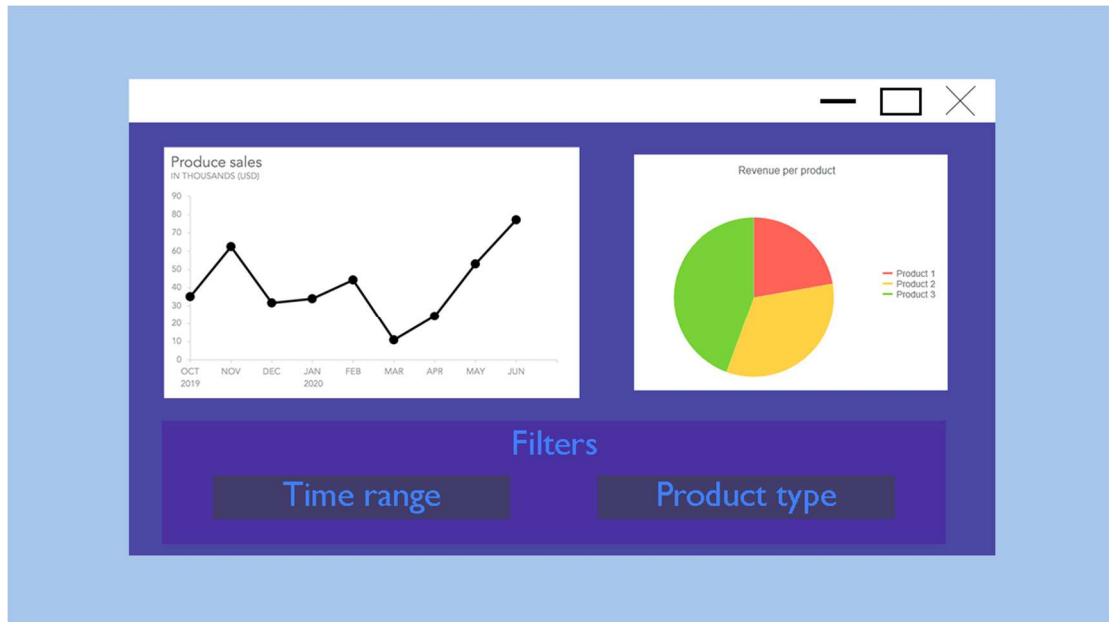 Produce sales
IN THOUSANDS (USD)
90
80
70
60
50
40
30
20
10
0
OCT NOV DEC JAN FEB MAR APR MAY JUN
2019 2020
Revenue per product
Product 1
Product 2
Product 3
Filters
Time range Product type